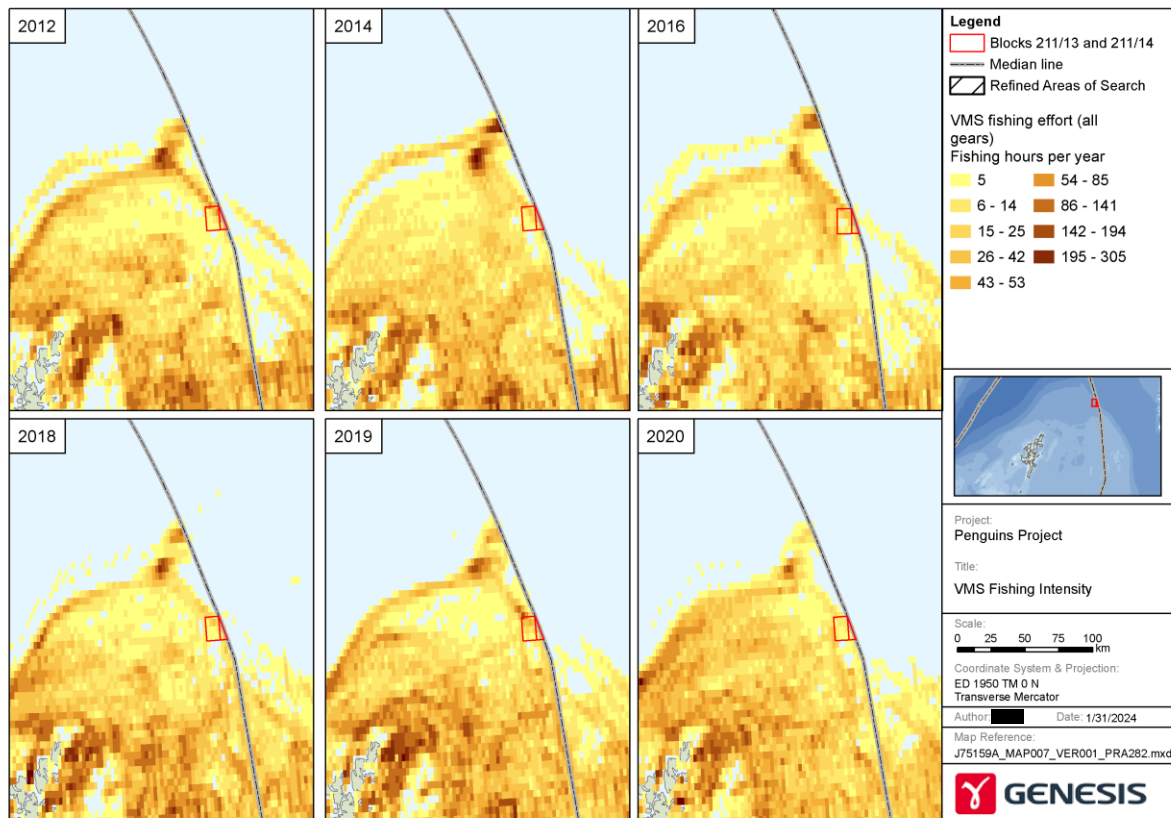 2012
2014
2016
2018
2019
2020
Legend
Blocks 211/13 and 211/14
Median line
Refined Areas of Search
VMS fishing effort (all
gears)
Fishing hours per year
5
6 - 14
15 - 25
26 - 42
43 - 53
54 - 85
86 - 141
142 - 194
195 - 305
Project:
Penguins Project
Title:
VMS Fishing Intensity
Scale:
0 25 50 75 100
km
Coordinate System & Projection:
ED 1950 TM 0 N
Transverse Mercator
Author: Date: 1/31/2024
Map Reference:
J75159A_MAP007_VER001_PRA282.mxd
GENESIS